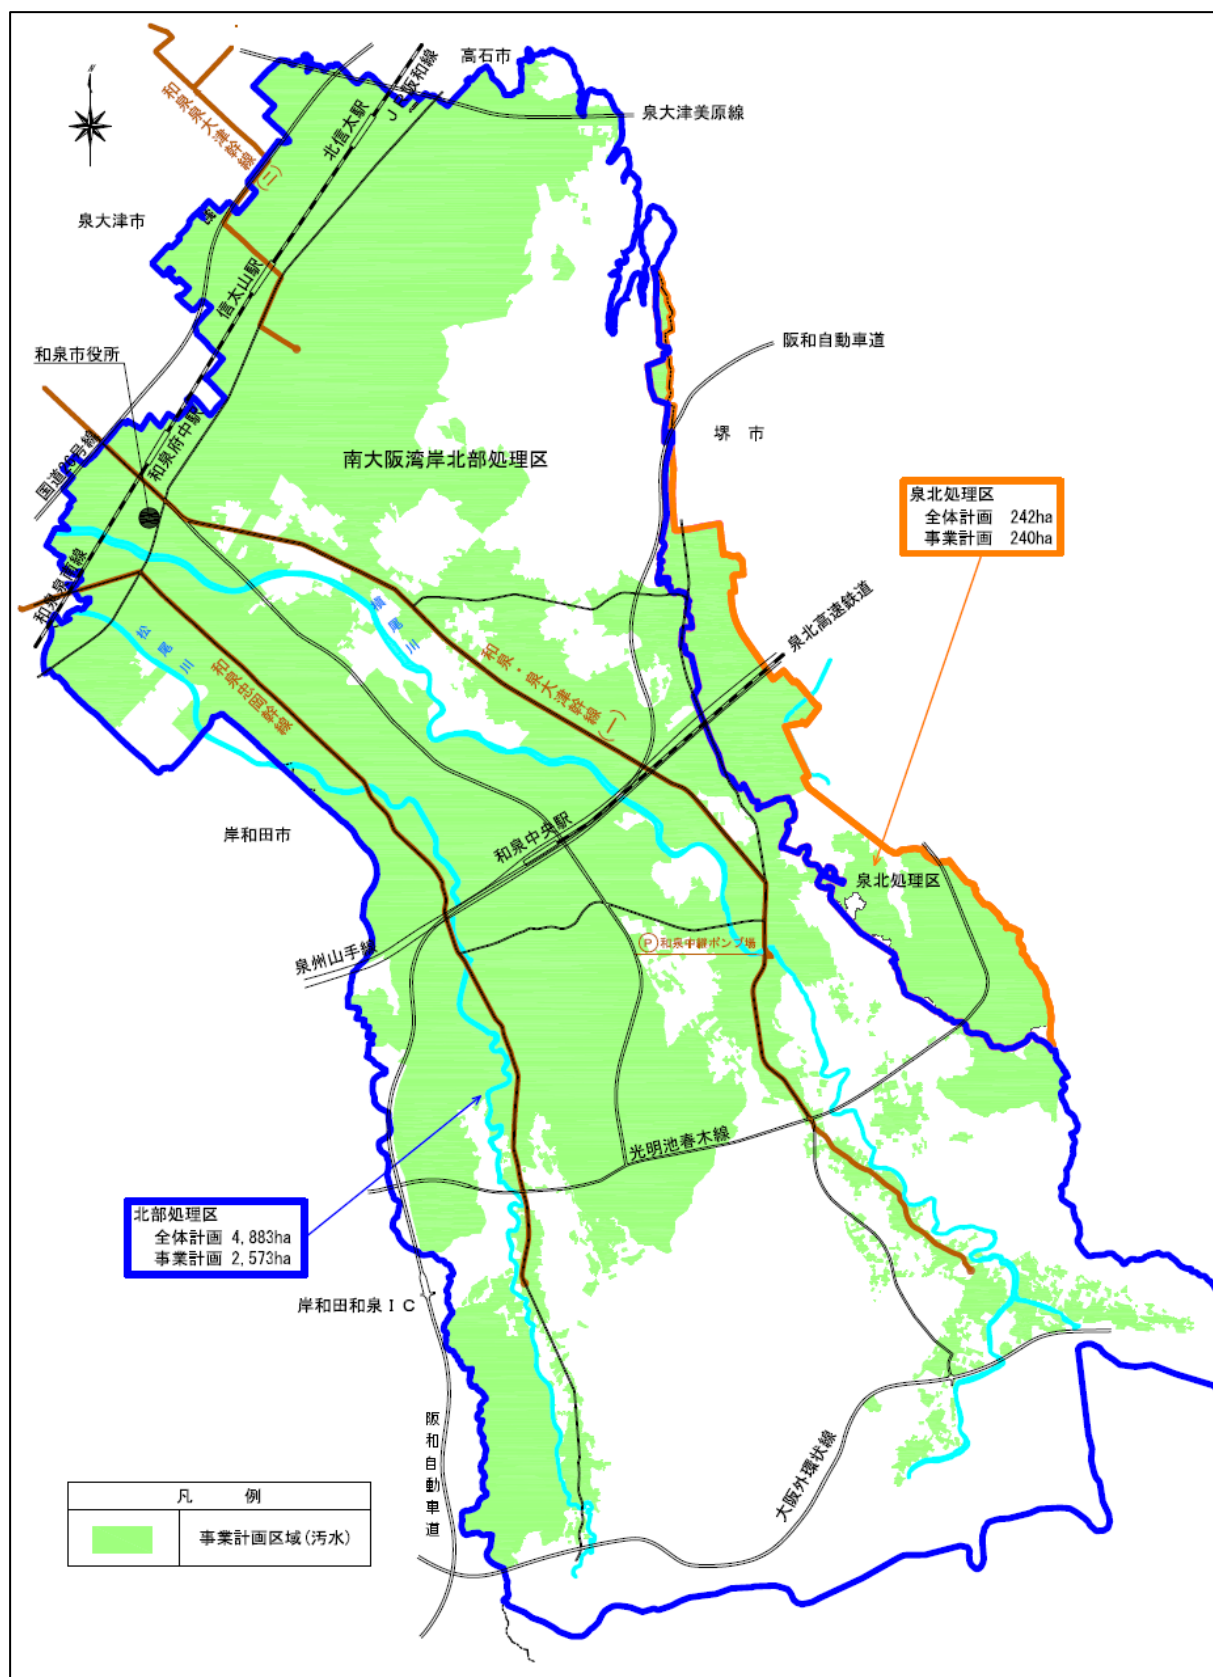 N
高石市
ＪＲ阪和線
北信太駅
泉大津美原線
和泉泉大津幹線(二)
泉大津市
信太山駅
阪和自動車道
和泉市役所
堺　市
和泉府中駅
国道26号線
南大阪湾岸北部処理区
泉北処理区
全体計画　242ha
事業計画　240ha
槇尾川
松尾川
泉北高速鉄道
和泉・泉大津幹線(一)
和泉忠岡幹線
岸和田市
和泉中央駅
泉北処理区
Ｐ 和泉中継ポンプ場
泉州山手線
光明池春木線
北部処理区
全体計画 4,883ha
事業計画 2,573ha
岸和田和泉ＩＣ
阪和自動車道
大阪外環状線
凡　例
事業計画区域(汚水)